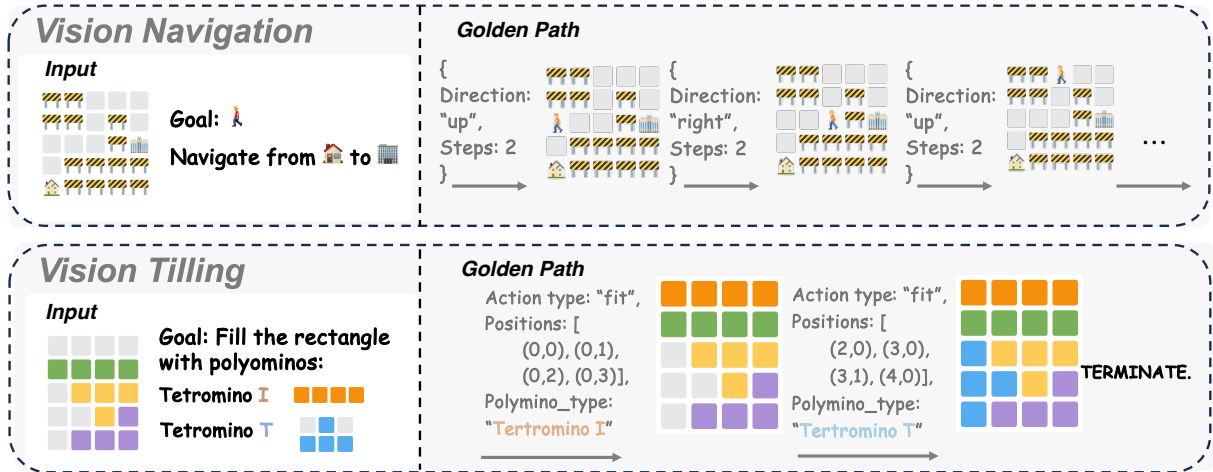 Vision Navigation
Input
Goal:
Navigate from to
Golden Path
{
Direction:
“up”,
Steps: 2
}
{
Direction:
“right”,
Steps: 2
}
{
Direction:
“up”,
Steps: 2
}
...
Vision Tilling
Input
Goal: Fill the rectangle
with polyominos:
Tetromino I
Tetromino T
Golden Path
Action type: “fit”,
Positions: [
(0,0), (0,1),
(0,2), (0,3)],
Polymino_type:
“Tertromino I”
Action type: “fit”,
Positions: [
(2,0), (3,0),
(3,1), (4,0)],
Polymino_type:
“Tertromino T”
TERMINATE.